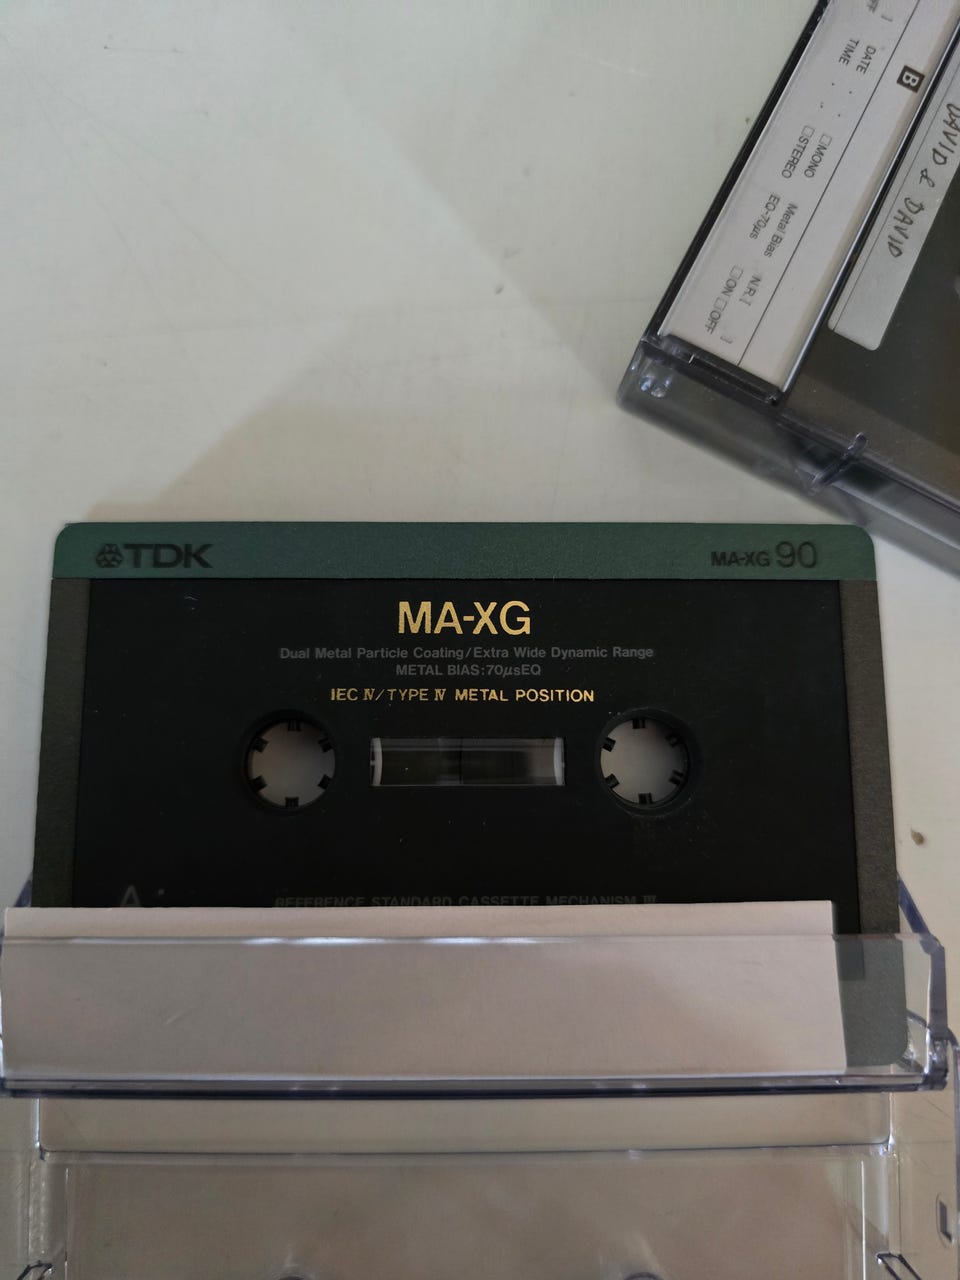 DATE
TIME
B
□MONO
□STEREO
Metal Bias
EQ-70µs
N.R.
□ON □OFF
DAVID & DAVID
TDK
MA-XG 90
MA-XG
Dual Metal Particle Coating/Extra Wide Dynamic Range
METAL BIAS:70µsEQ
IEC IV/TYPE IV METAL POSITION
A
REFERENCE STANDARD CASSETTE MECHANISM